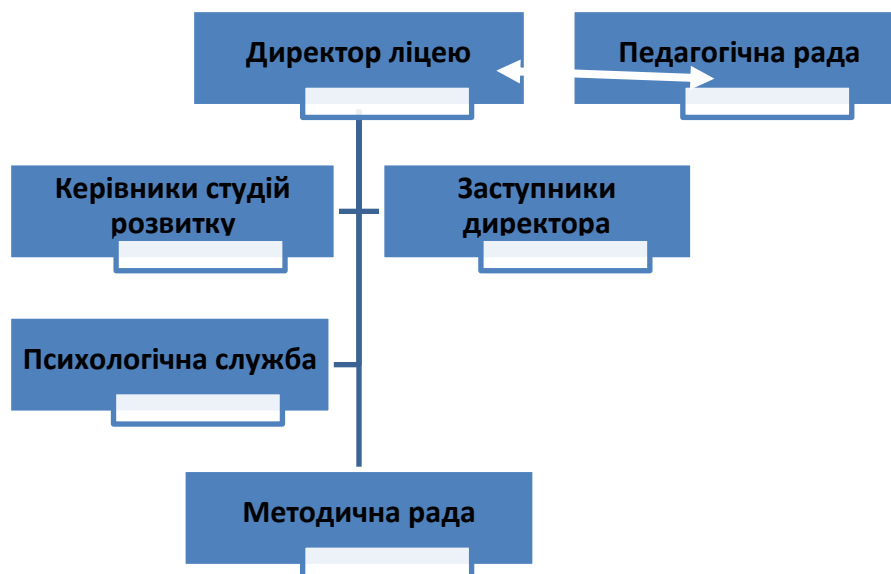 Директор ліцею
Педагогічна рада
Керівники студій
розвитку
Заступники
директора
Психологічна служба
Методична рада